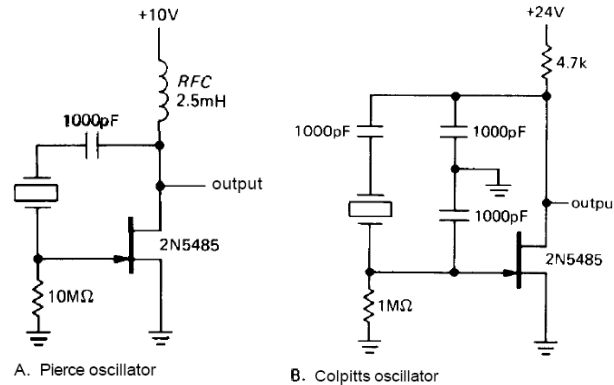 +10V
RFC
2.5mH
1000pF
output
2N5485
10MΩ
A. Pierce oscillator
+24V
4.7k
1000pF
1000pF
1000pF
outpu
2N5485
1MΩ
B. Colpitts oscillator